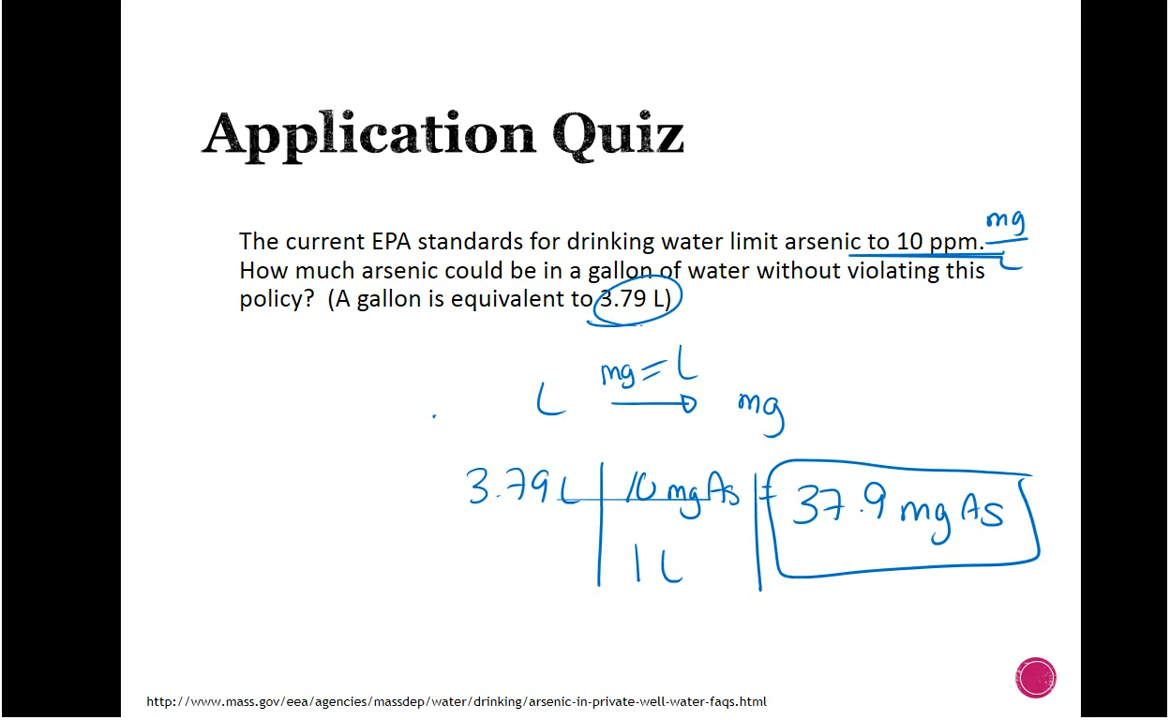 Application Quiz
mg
The current EPA standards for drinking water limit arsenic to 10 ppm.
L
How much arsenic could be in a gallon of water without violating this
policy? (A gallon is equivalent to 3.79 L)
mg = L
L → mg
3.79 L | 10 mg As | = 37.9 mg As
1 L
http://www.mass.gov/eea/agencies/massdep/water/drinking/arsenic-in-private-well-water-faqs.html